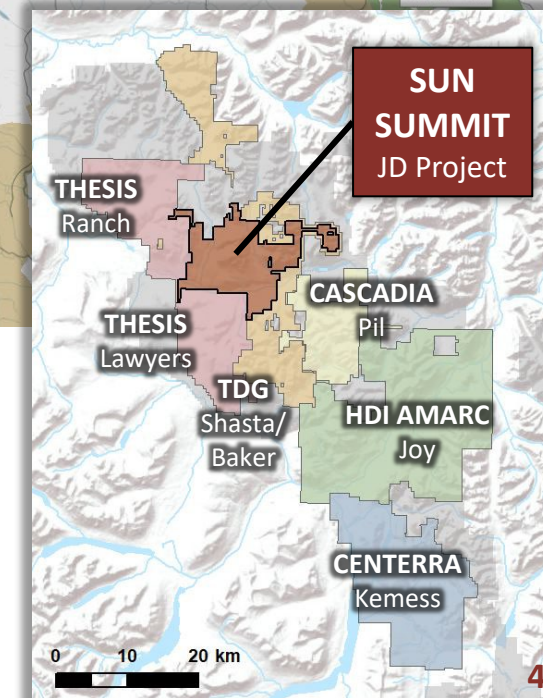 SUN
SUMMIT
JD Project
THESIS
Ranch
CASCADIA
Pil
THESIS
Lawyers
TDG
Shasta/
Baker
HDI AMARC
Joy
CENTERRA
Kemess
0 10 20 km
4